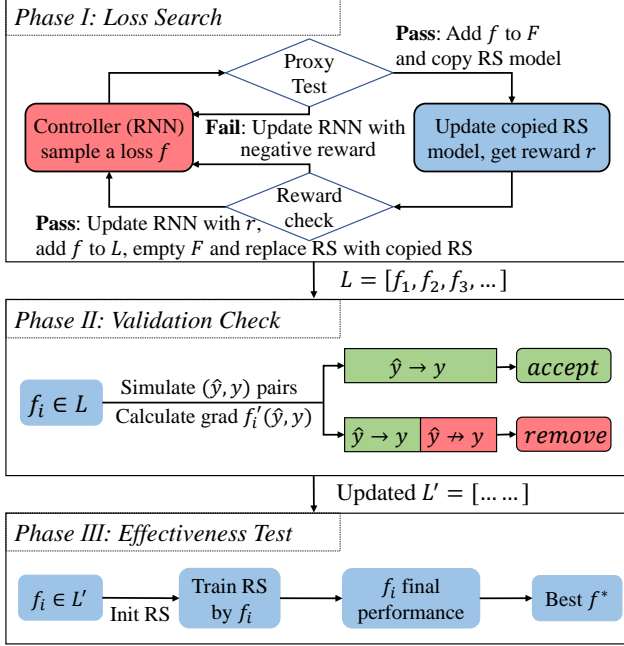 Phase I: Loss Search
Pass: Add f to F
and copy RS model
Proxy
Test
Controller (RNN)
sample a loss f
Fail: Update RNN with
negative reward
Update copied RS
model, get reward r
Reward
check
Pass: Update RNN with r,
add f to L, empty F and replace RS with copied RS
L = [f₁, f₂, f₃, … ]
Phase II: Validation Check
fᵢ ∈ L
Simulate (ŷ, y) pairs
Calculate grad fᵢ′(ŷ, y)
ŷ → y
accept
ŷ → y
ŷ ↛ y
remove
Updated L′ = [… …]
Phase III: Effectiveness Test
fᵢ ∈ L′
Init RS
Train RS
by fᵢ
fᵢ final
performance
Best f*